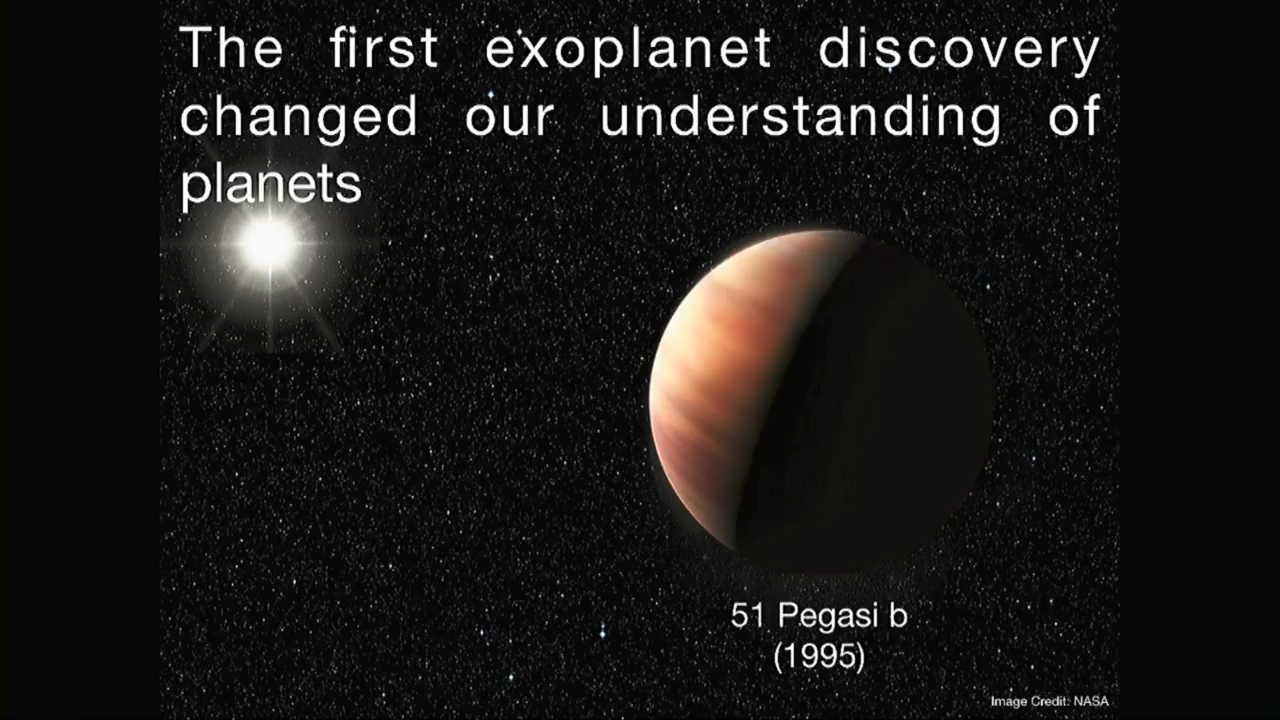 The first exoplanet discovery
changed our understanding of
planets
51 Pegasi b
(1995)
Image Credit: NASA